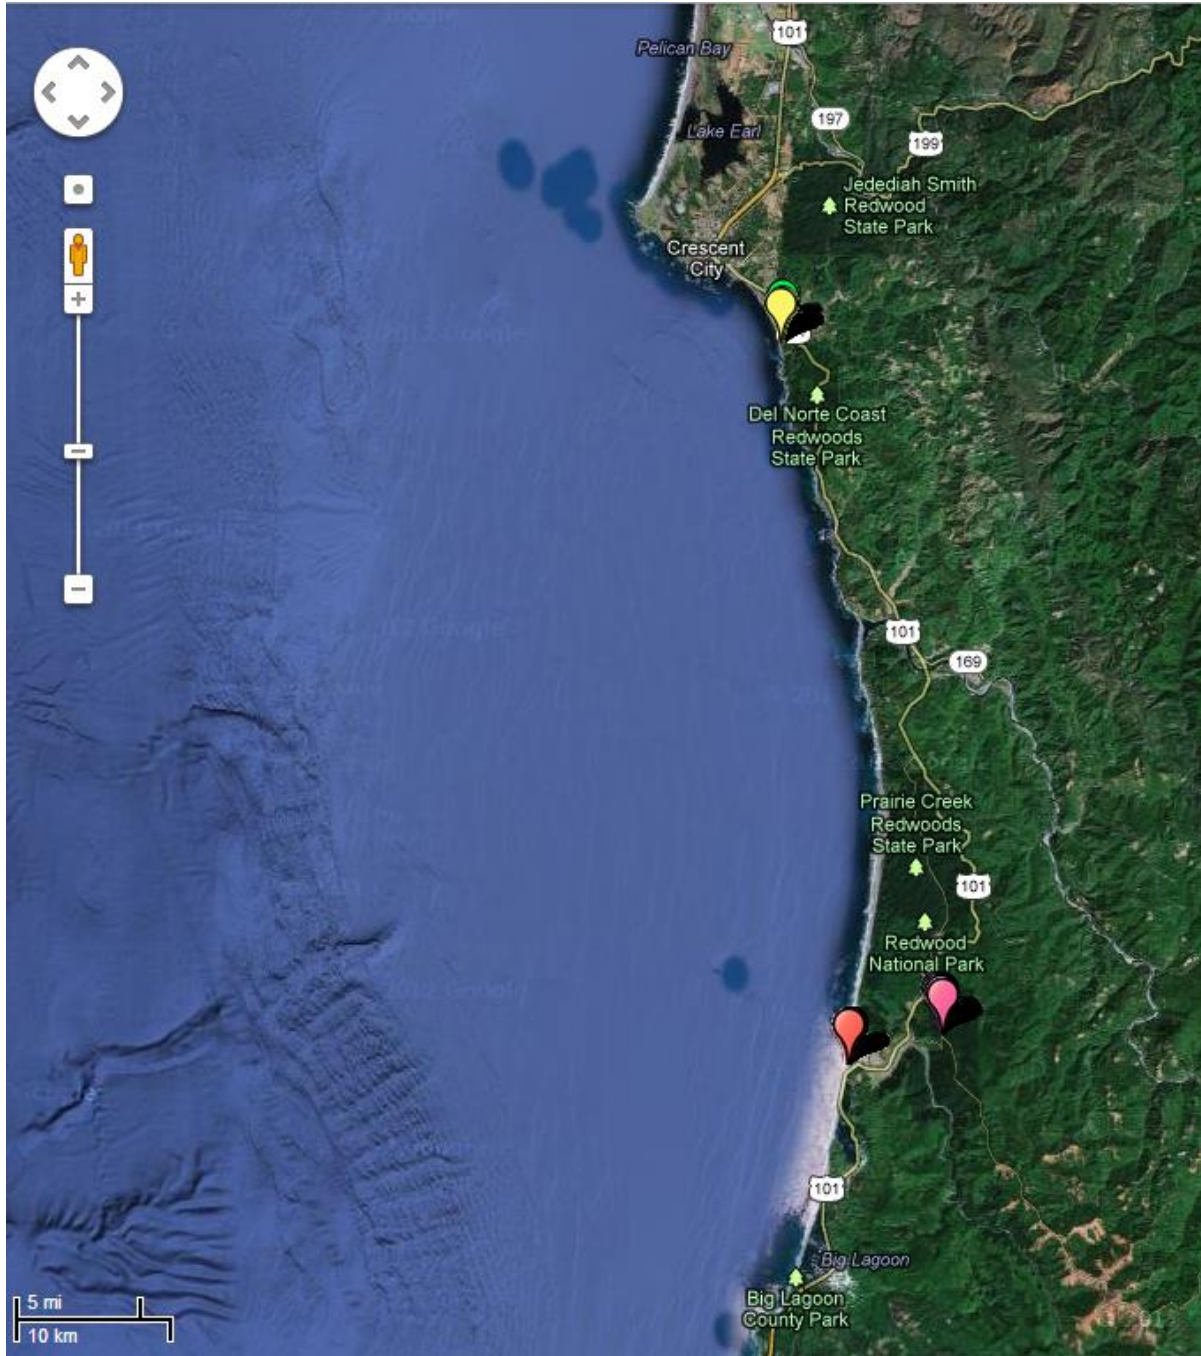 101
Pelican Bay
197
Lake Earl
199
Jedediah Smith
Redwood
State Park
Crescent
City
Del Norte Coast
Redwoods
State Park
101
169
Prairie Creek
Redwoods
State Park
101
Redwood
National Park
101
Big Lagoon
Big Lagoon
County Park
5 mi
10 km